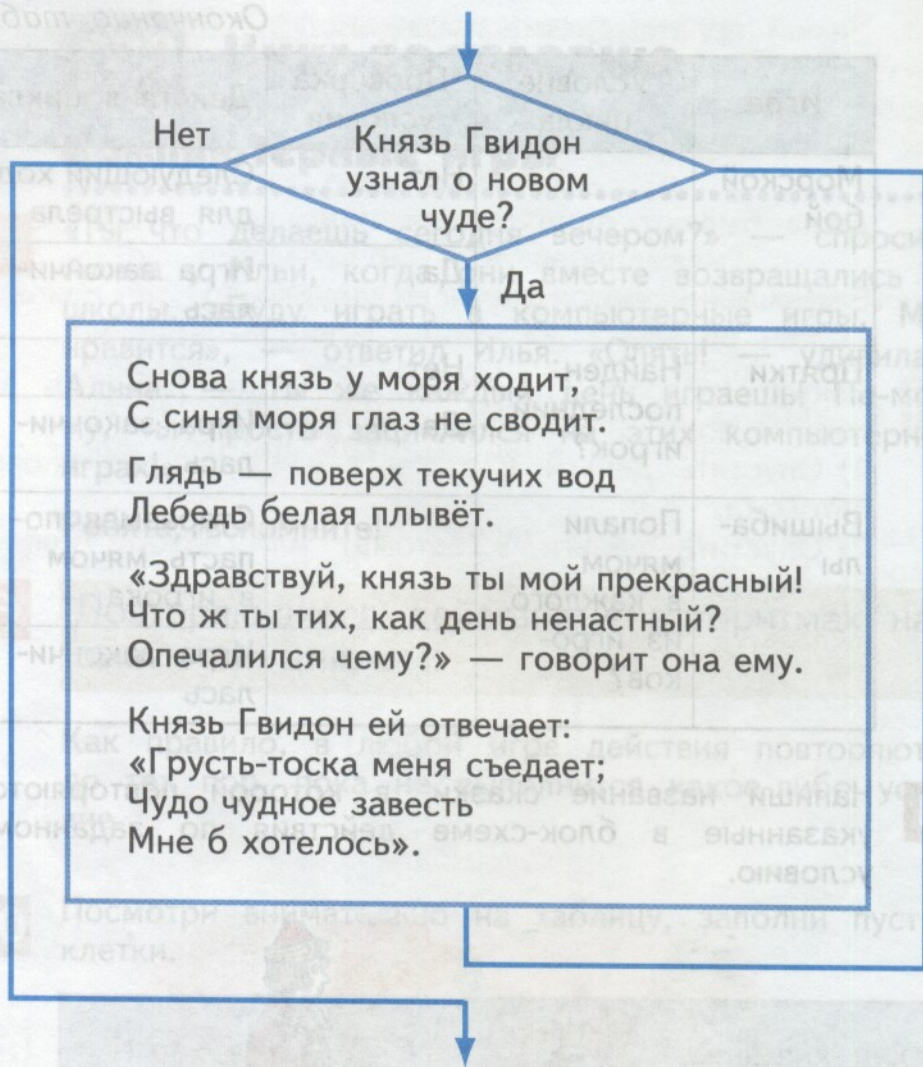 Нет
Князь Гвидон
узнал о новом
чуде?
Да
Снова князь у моря ходит,
С синя моря глаз не сводит:
Глядь — поверх текучих вод
Лебедь белая плывёт.
«Здравствуй, князь ты мой прекрасный!
Что ж ты тих, как день ненастный?
Опечалился чему?» — говорит она ему.
Князь Гвидон ей отвечает:
«Грусть-тоска меня съедает;
Чудо чудное завесть
Мне б хотелось».